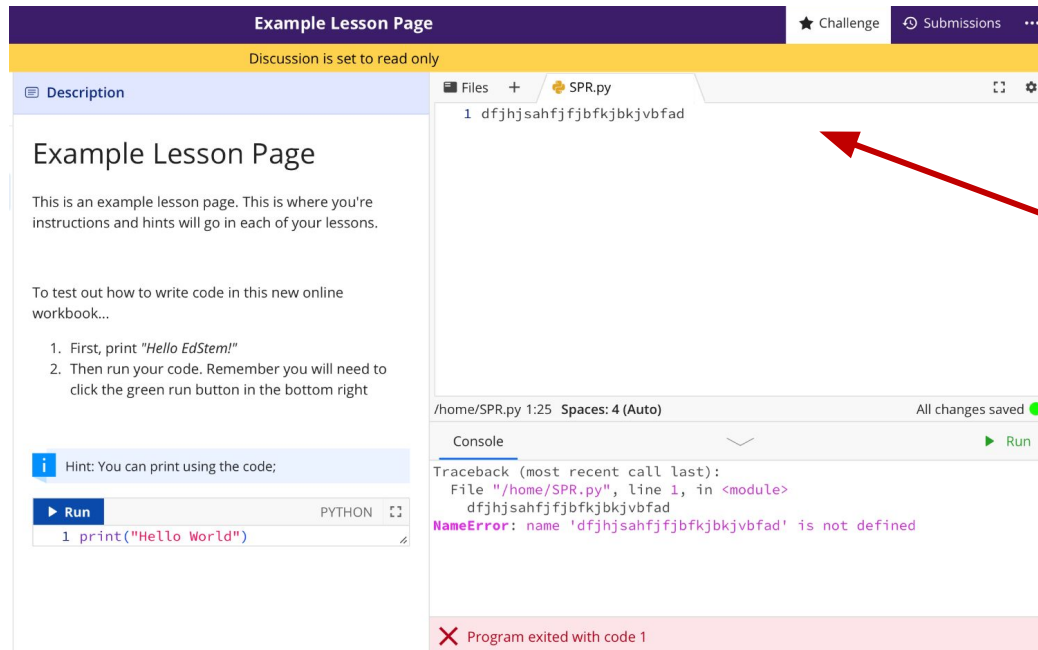 Example Lesson Page
Challenge
Submissions
Discussion is set to read only
Description
Example Lesson Page
This is an example lesson page. This is where you're
instructions and hints will go in each of your lessons.
To test out how to write code in this new online
workbook...
1. First, print "Hello EdStem!"
2. Then run your code. Remember you will need to
click the green run button in the bottom right
i Hint: You can print using the code;
Run PYTHON
1 print("Hello World")
Files + SPR.py
1 dfjhjsahfjfjbfkjbkjvbfad
/home/SPR.py 1:25 Spaces: 4 (Auto) All changes saved
Console Run
Traceback (most recent call last):
File "/home/SPR.py", line 1, in <module>
dfjhjsahfjfjbfkjbkjvbfad
NameError: name 'dfjhjsahfjfjbfkjbkjvbfad' is not defined
Program exited with code 1